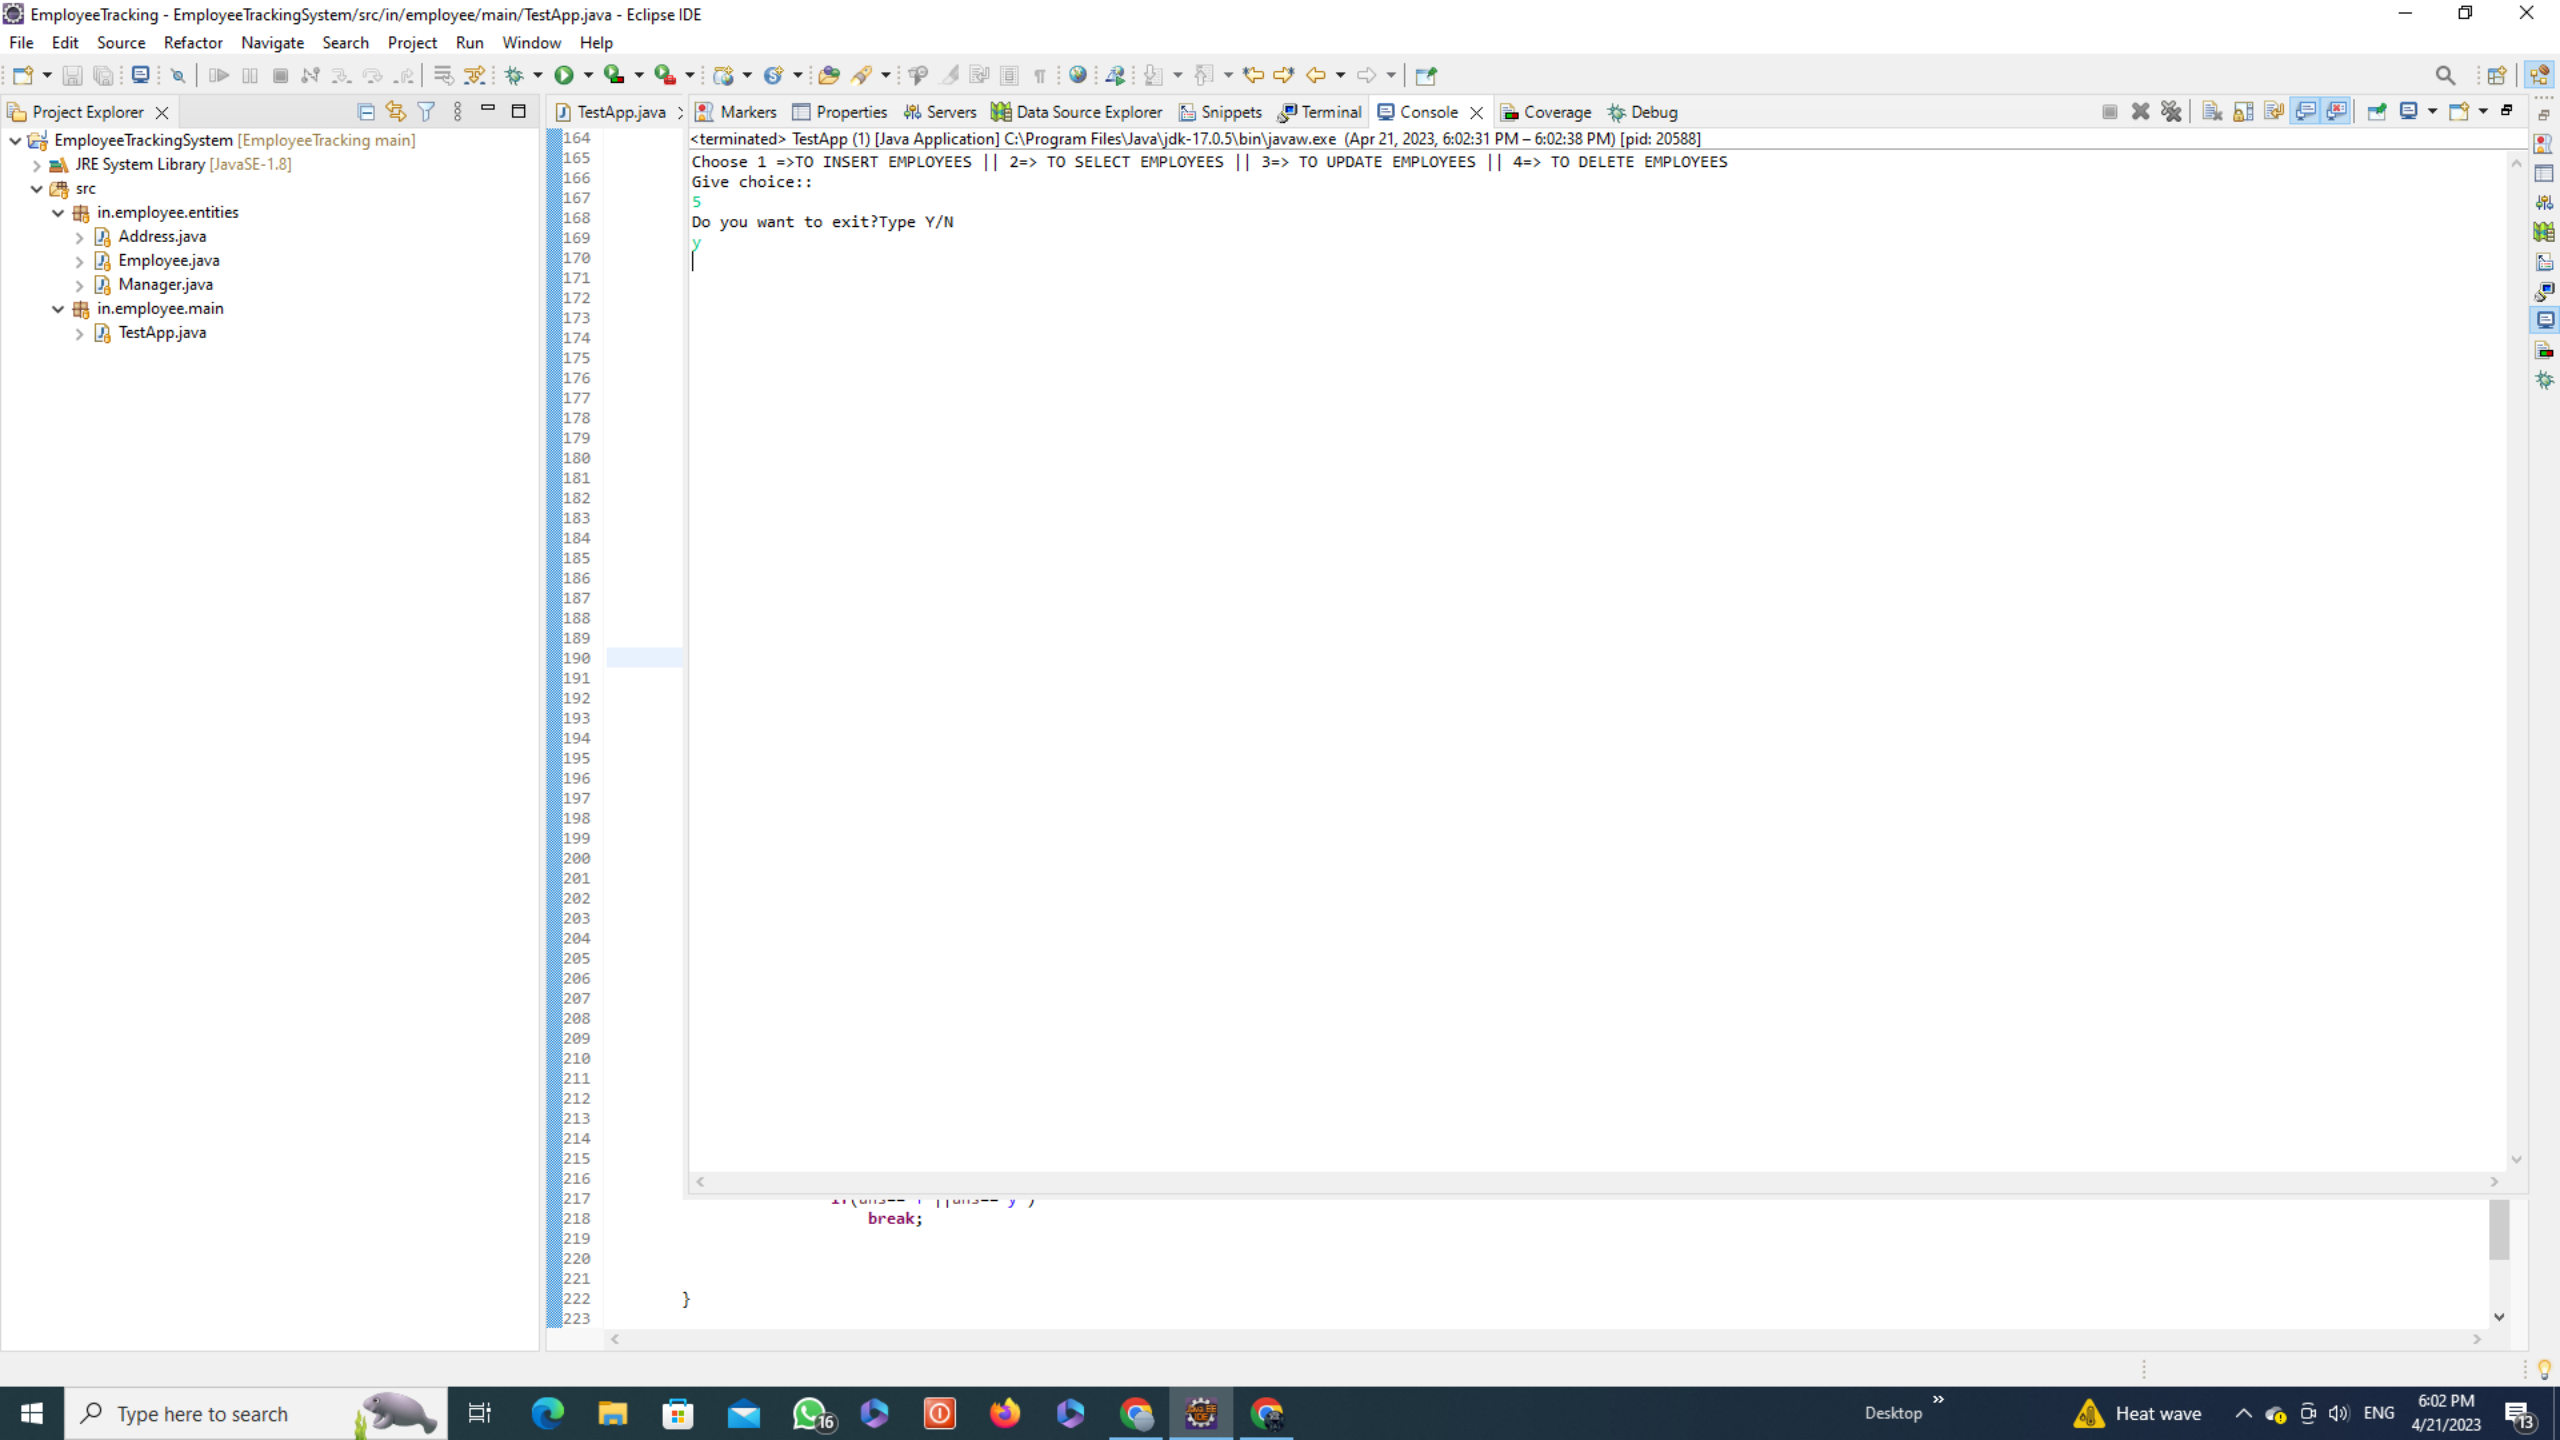 EmployeeTracking - EmployeeTrackingSystem/src/in/employee/main/TestApp.java - Eclipse IDE
File Edit Source Refactor Navigate Search Project Run Window Help
Project Explorer
TestApp.java
Markers Properties Servers Data Source Explorer Snippets Terminal Console Coverage Debug
EmployeeTrackingSystem [EmployeeTracking main]
JRE System Library [JavaSE-1.8]
src
in.employee.entities
Address.java
Employee.java
Manager.java
in.employee.main
TestApp.java
<terminated> TestApp (1) [Java Application] C:\Program Files\Java\jdk-17.0.5\bin\javaw.exe (Apr 21, 2023, 6:02:31 PM – 6:02:38 PM) [pid: 20588]
Choose 1 =>TO INSERT EMPLOYEES || 2=> TO SELECT EMPLOYEES || 3=> TO UPDATE EMPLOYEES || 4=> TO DELETE EMPLOYEES
Give choice::
5
Do you want to exit?Type Y/N
y
164
165
166
167
168
169
170
171
172
173
174
175
176
177
178
179
180
181
182
183
184
185
186
187
188
189
190
191
192
193
194
195
196
197
198
199
200
201
202
203
204
205
206
207
208
209
210
211
212
213
214
215
216
217
218 break;
219
220
221
222 }
223
Type here to search
16
Desktop
Heat wave
ENG
6:02 PM
4/21/2023
13